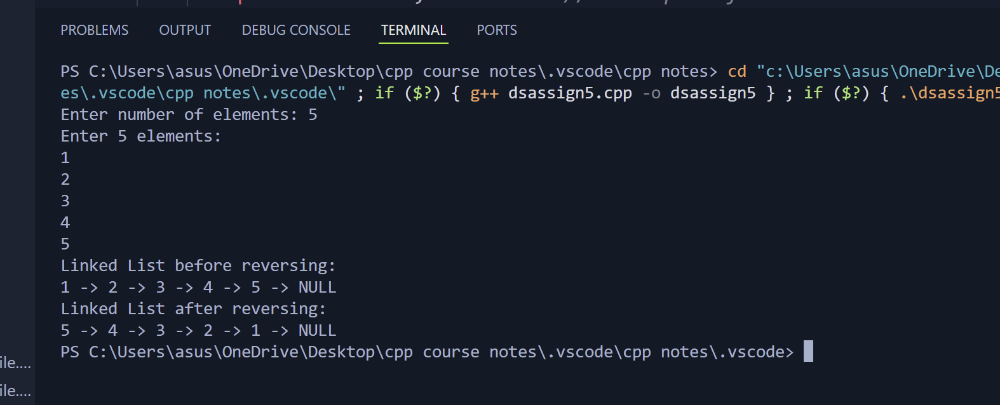 PROBLEMS OUTPUT DEBUG CONSOLE TERMINAL PORTS
PS C:\Users\asus\OneDrive\Desktop\cpp course notes\.vscode\cpp notes> cd "c:\Users\asus\OneDrive\De
es\.vscode\cpp notes\.vscode\" ; if ($?) { g++ dsassign5.cpp -o dsassign5 } ; if ($?) { .\dsassign5
Enter number of elements: 5
Enter 5 elements:
1
2
3
4
5
Linked List before reversing:
1 -> 2 -> 3 -> 4 -> 5 -> NULL
Linked List after reversing:
5 -> 4 -> 3 -> 2 -> 1 -> NULL
PS C:\Users\asus\OneDrive\Desktop\cpp course notes\.vscode\cpp notes\.vscode>
ile....
ile....